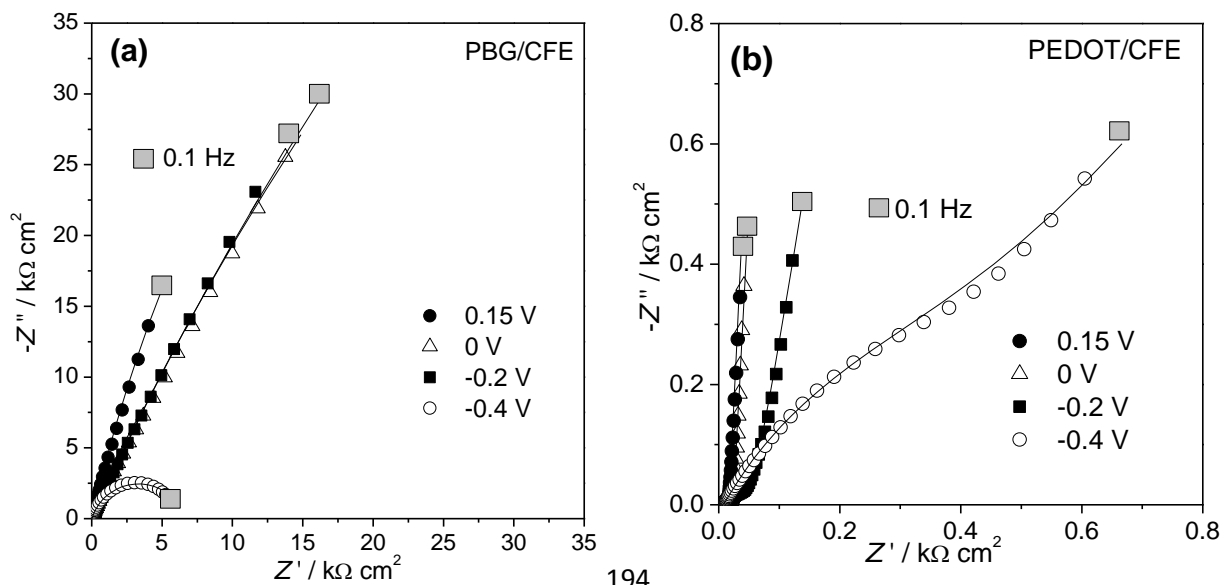 (a)
PBG/CFE
0.1 Hz
0.15 V
0 V
-0.2 V
-0.4 V
35
30
25
20
15
10
5
0
0 5 10 15 20 25 30 35
-Z'' / kΩ cm²
Z' / kΩ cm²
(b)
PEDOT/CFE
0.1 Hz
0.15 V
0 V
-0.2 V
-0.4 V
0.8
0.6
0.4
0.2
0.0
0.0 0.2 0.4 0.6 0.8
-Z'' / kΩ cm²
Z' / kΩ cm²
194